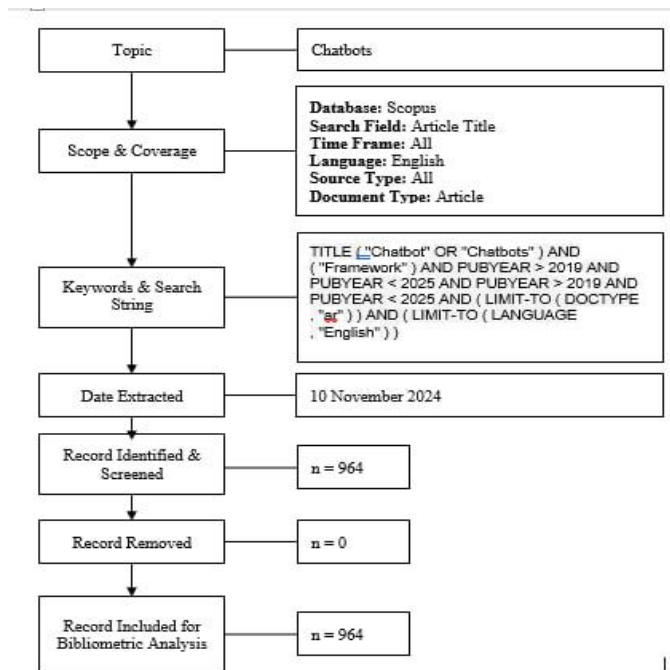 Topic
Chatbots
Scope & Coverage
Database: Scopus
Search Field: Article Title
Time Frame: All
Language: English
Source Type: All
Document Type: Article
Keywords & Search
String
TITLE ( "Chatbot" OR "Chatbots" ) AND
( "Framework" ) AND PUBYEAR > 2019 AND
PUBYEAR < 2025 AND PUBYEAR > 2019 AND
PUBYEAR < 2025 AND ( LIMIT-TO ( DOCTYPE
, "ar" ) ) AND ( LIMIT-TO ( LANGUAGE
, "English" ) )
Date Extracted
10 November 2024
Record Identified &
Screened
n = 964
Record Removed
n = 0
Record Included for
Bibliometric Analysis
n = 964